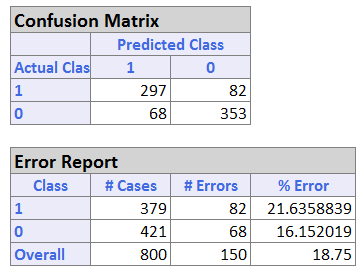 Confusion Matrix
Predicted Class
Actual Clas 1 0
1 297 82
0 68 353
Error Report
Class # Cases # Errors % Error
1 379 82 21.6358839
0 421 68 16.152019
Overall 800 150 18.75